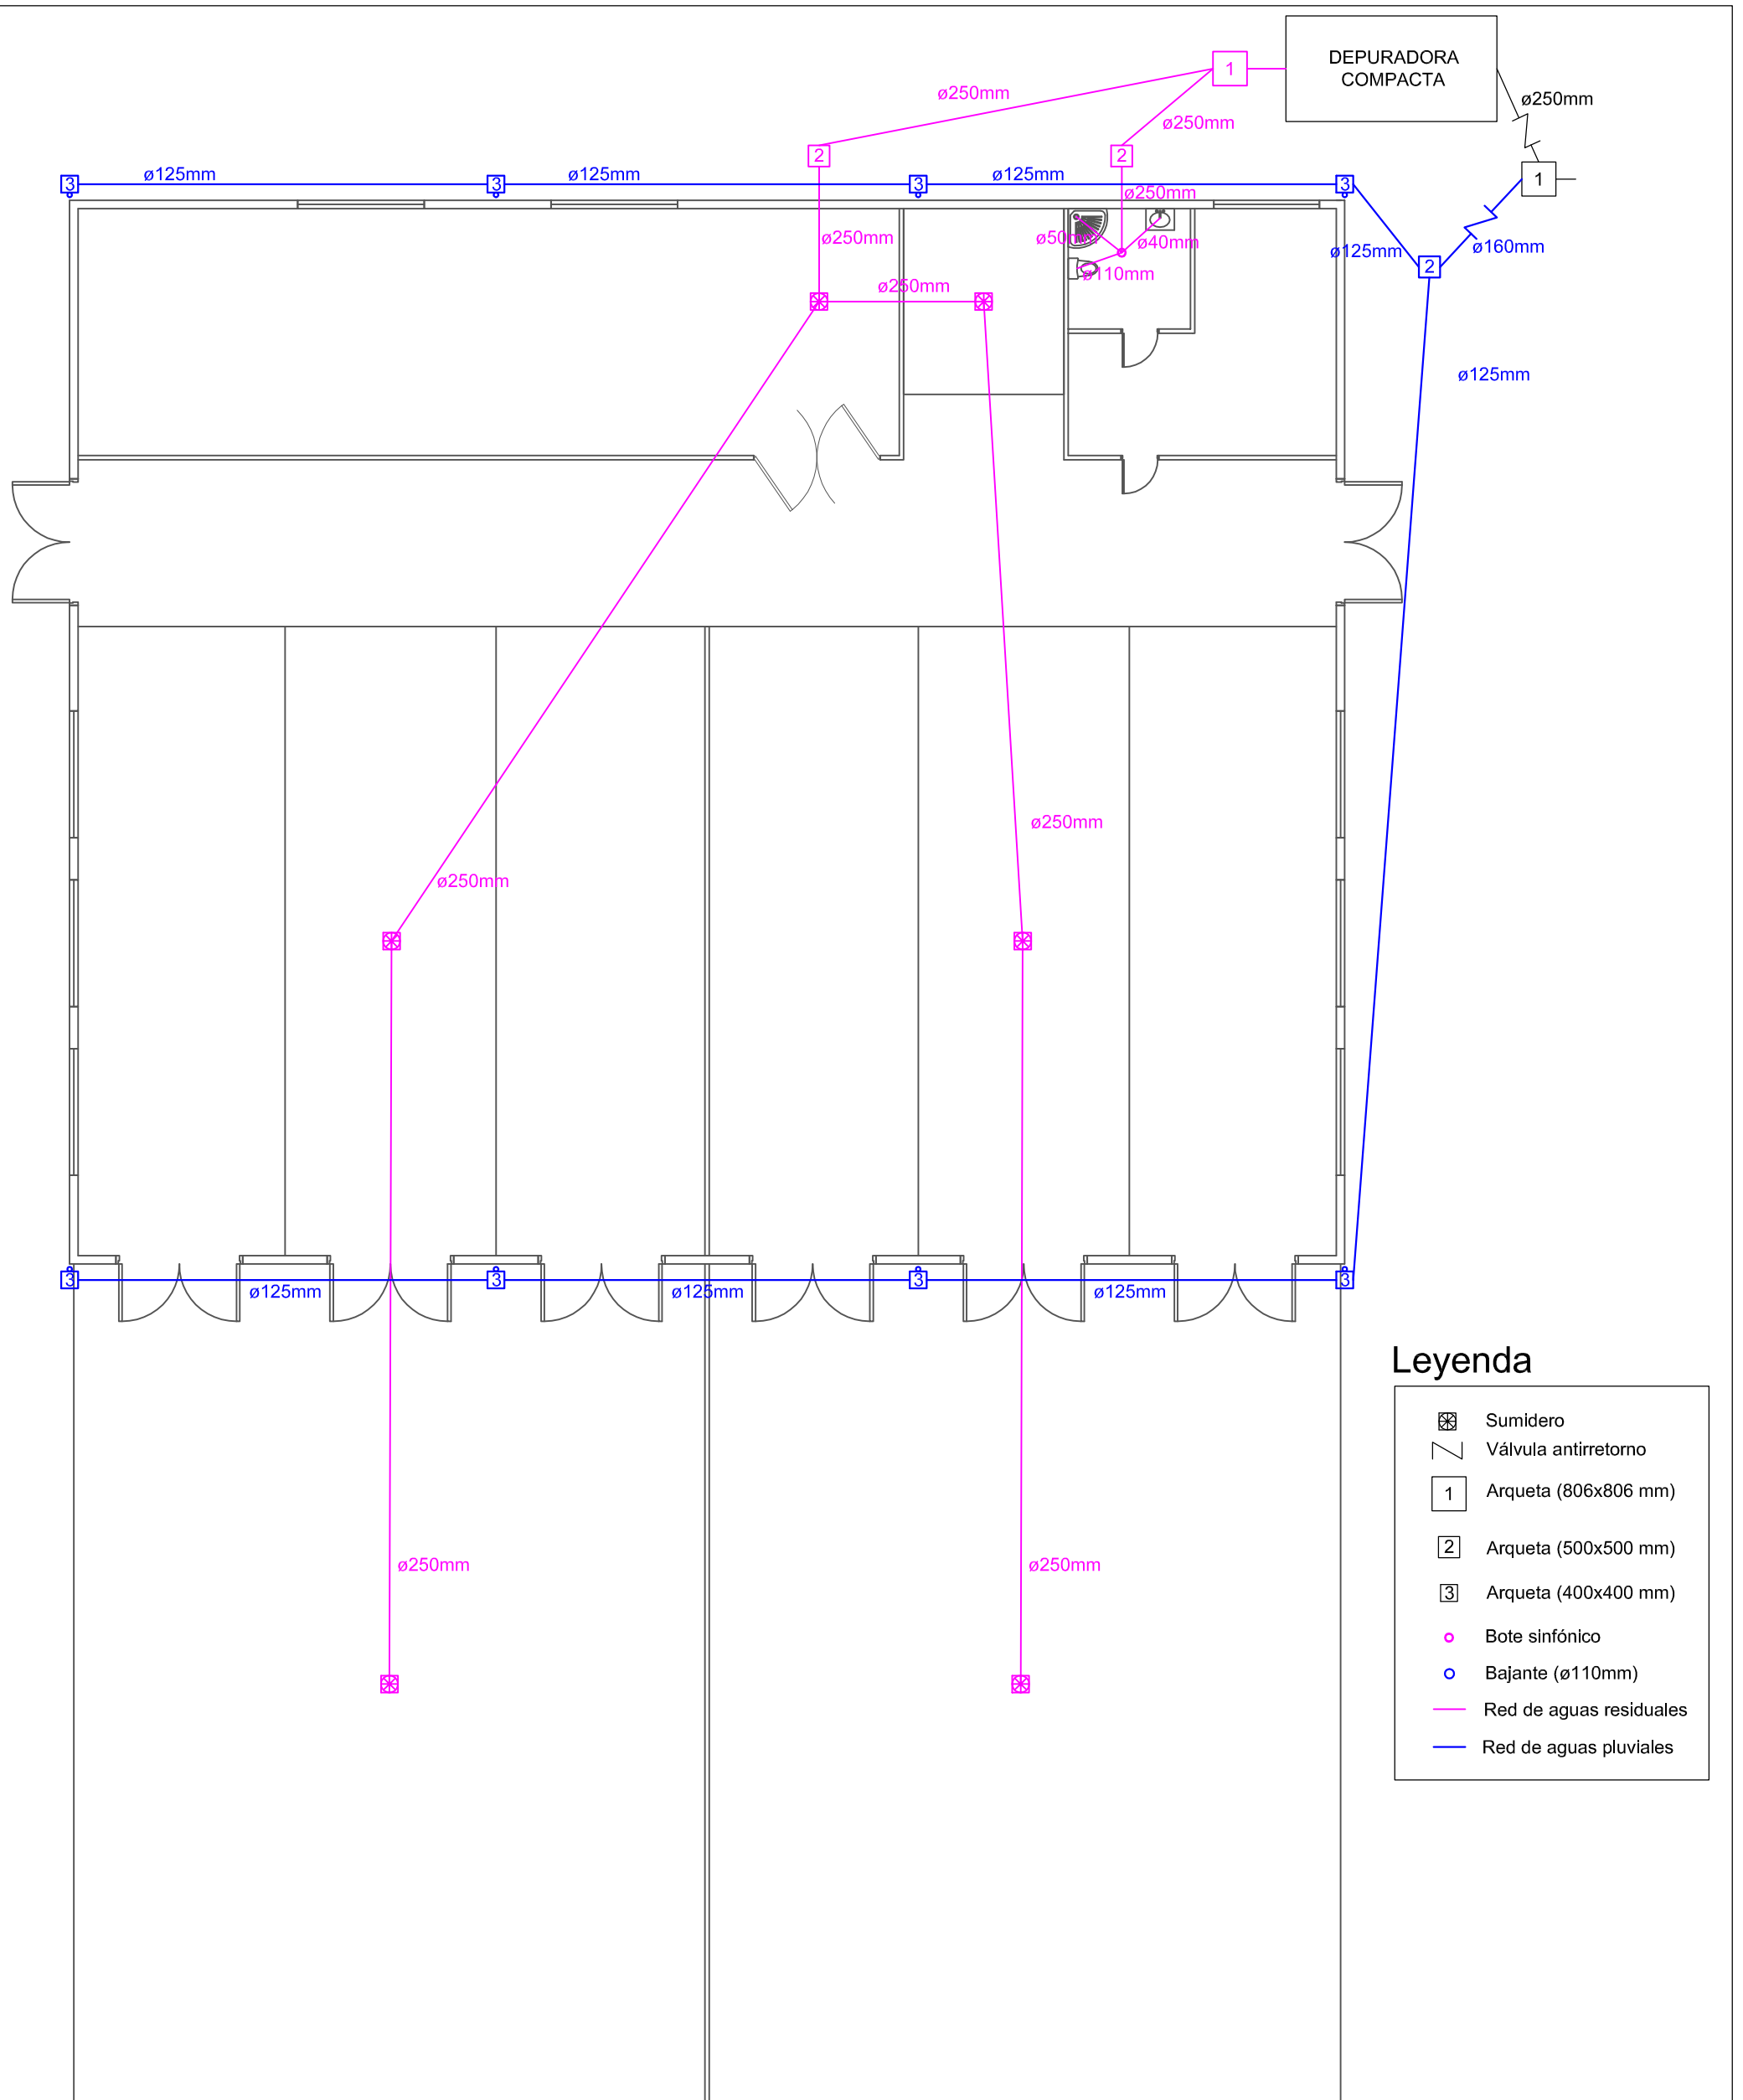 DEPURADORA
COMPACTA
1
ø250mm
ø250mm
ø250mm
2
2
1
3
ø125mm
3
ø125mm
3
ø125mm
3
ø250mm
ø250mm
ø50mm
ø40mm
ø125mm
ø160mm
2
ø110mm
ø250mm
ø125mm
ø250mm
ø250mm
3
ø125mm
3
ø125mm
3
ø125mm
3
ø250mm
ø250mm
Leyenda
Sumidero
Válvula antirretorno
1 Arqueta (806x806 mm)
2 Arqueta (500x500 mm)
3 Arqueta (400x400 mm)
Bote sinfónico
Bajante (ø110mm)
Red de aguas residuales
Red de aguas pluviales